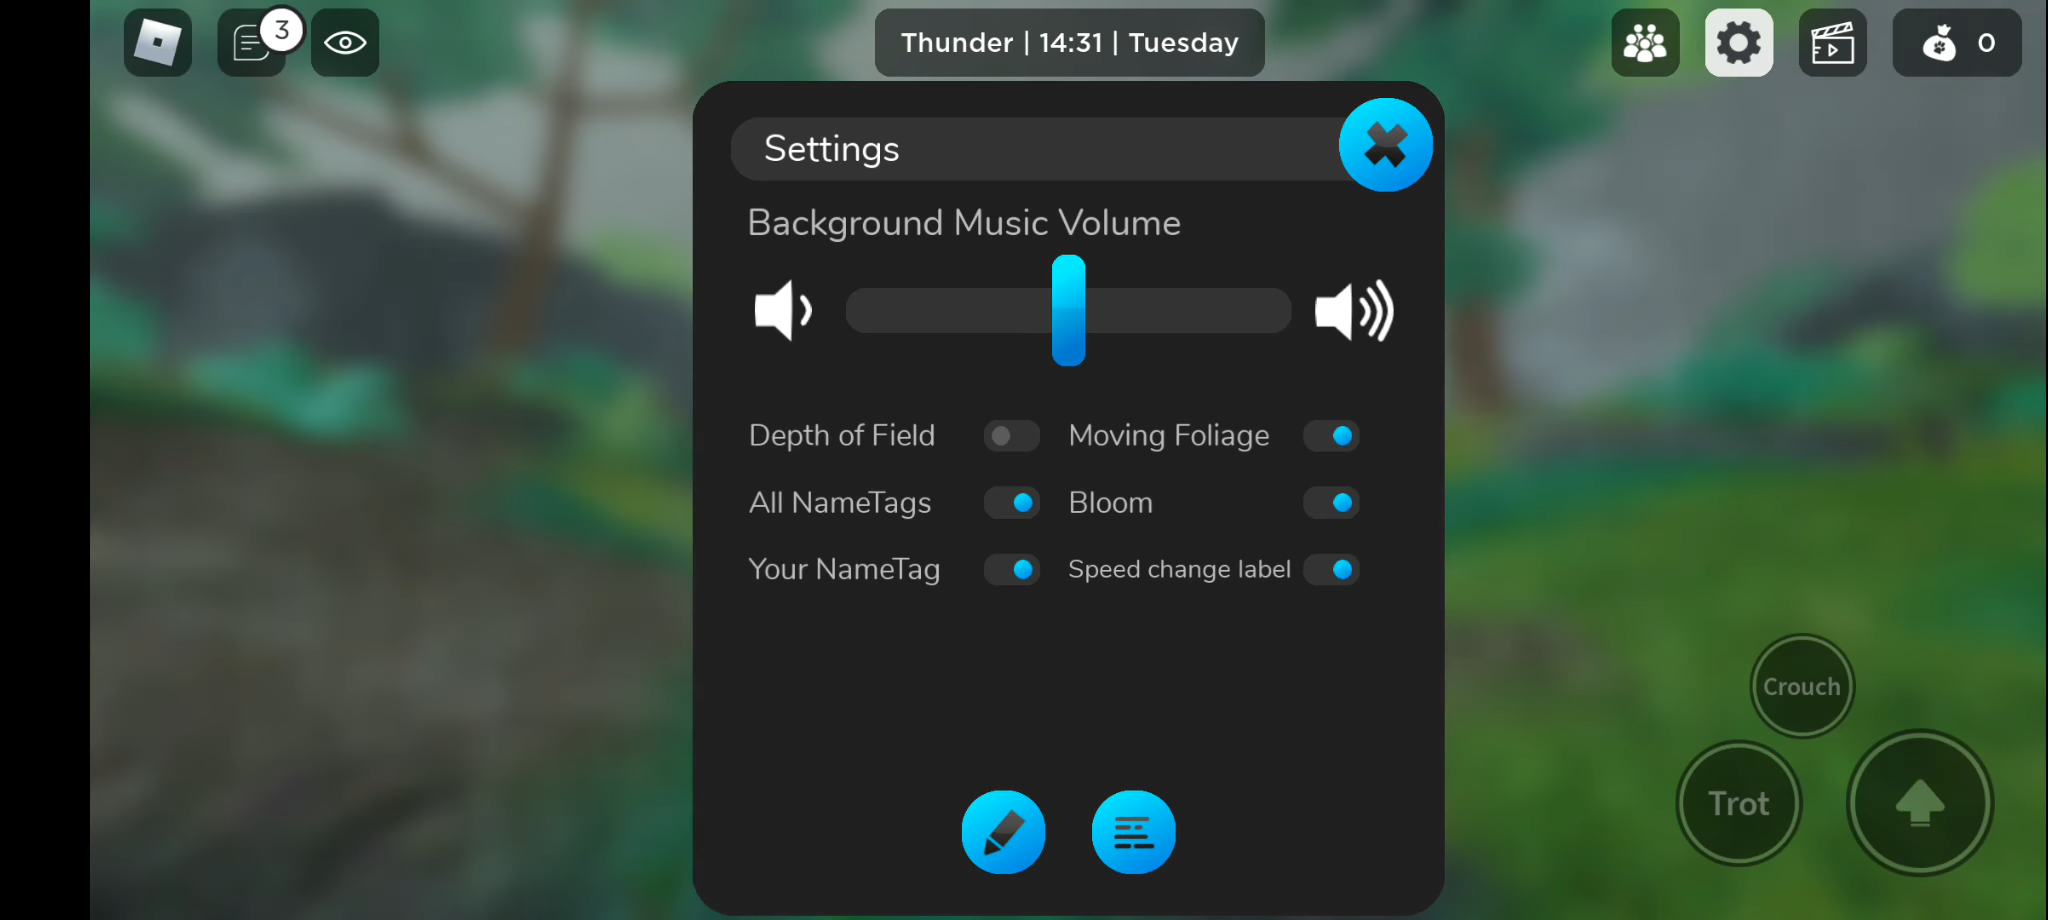 3
Thunder | 14:31 | Tuesday
0
Settings
Background Music Volume
Depth of Field
Moving Foliage
All NameTags
Bloom
Your NameTag
Speed change label
Crouch
Trot